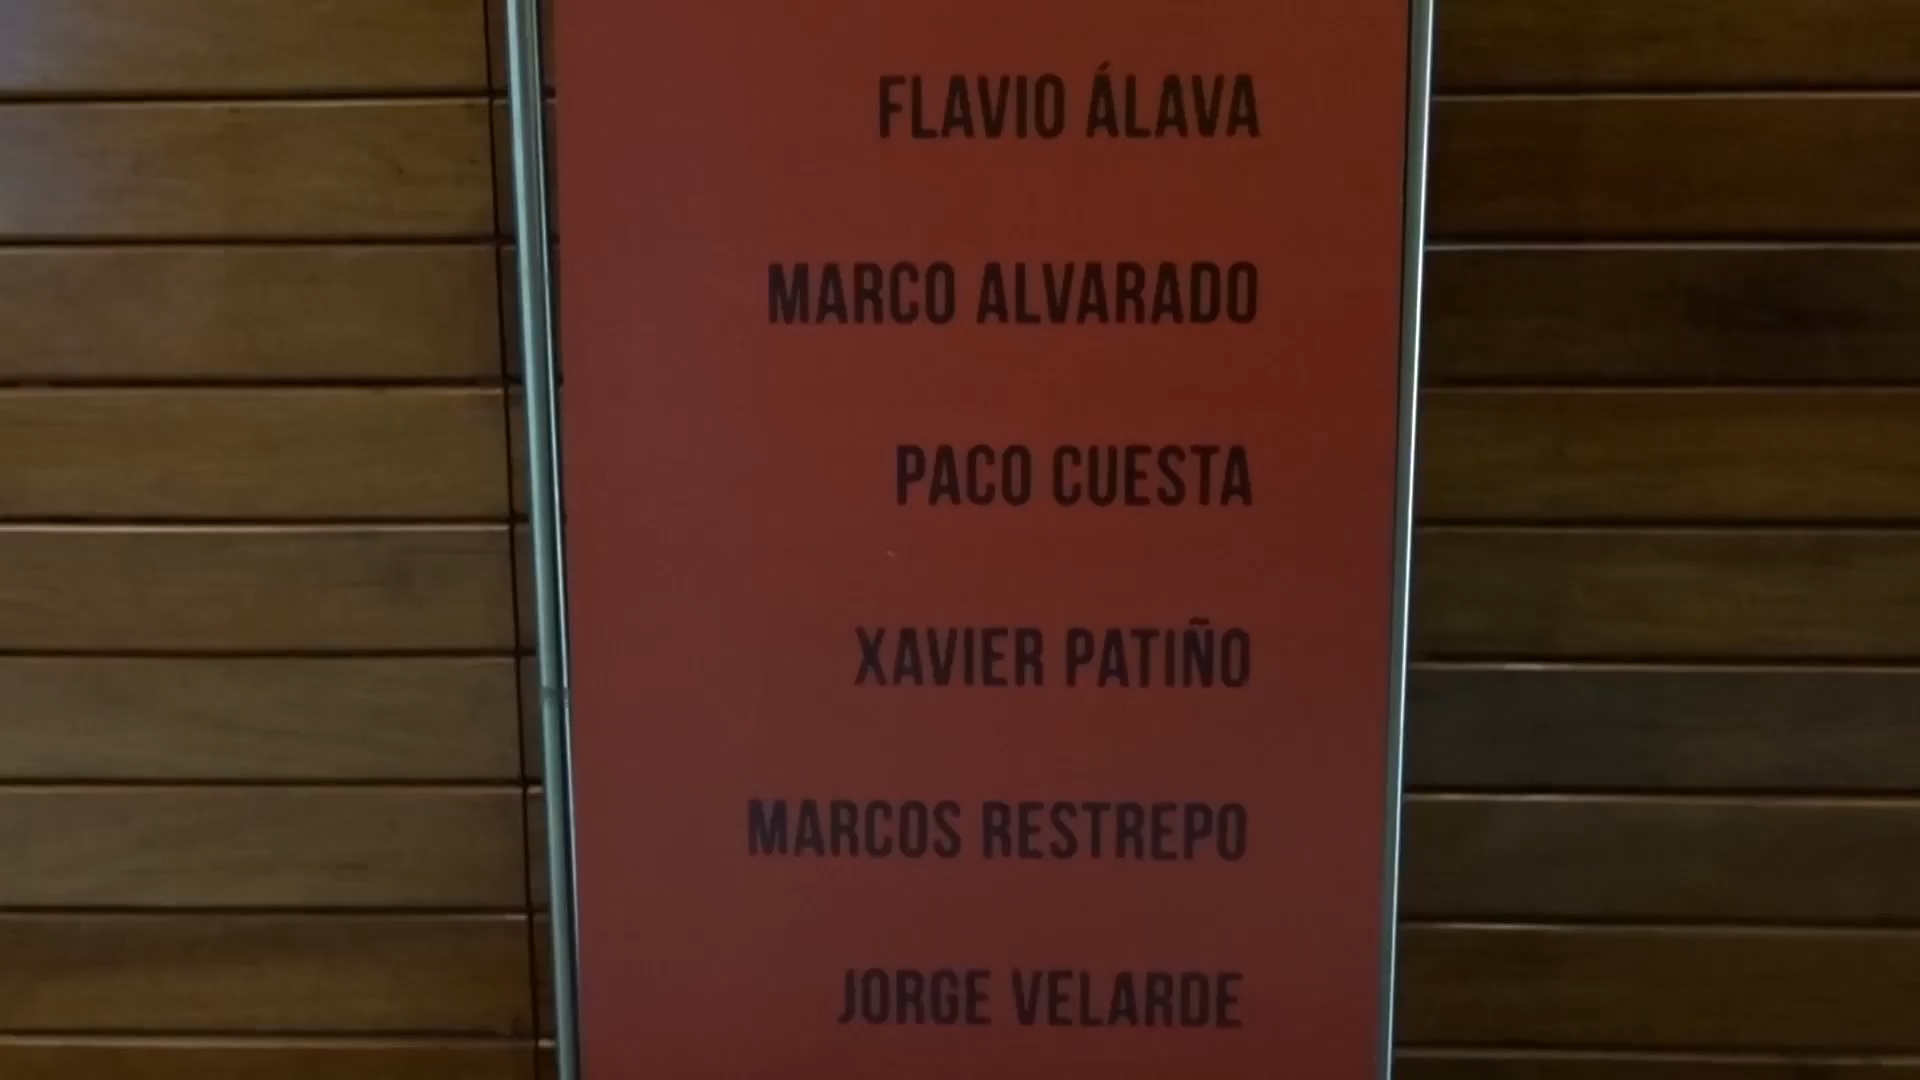 FLAVIO ÁLAVA
MARCO ALVARADO
PACO CUESTA
XAVIER PATIÑO
MARCOS RESTREPO
JORGE VELARDE